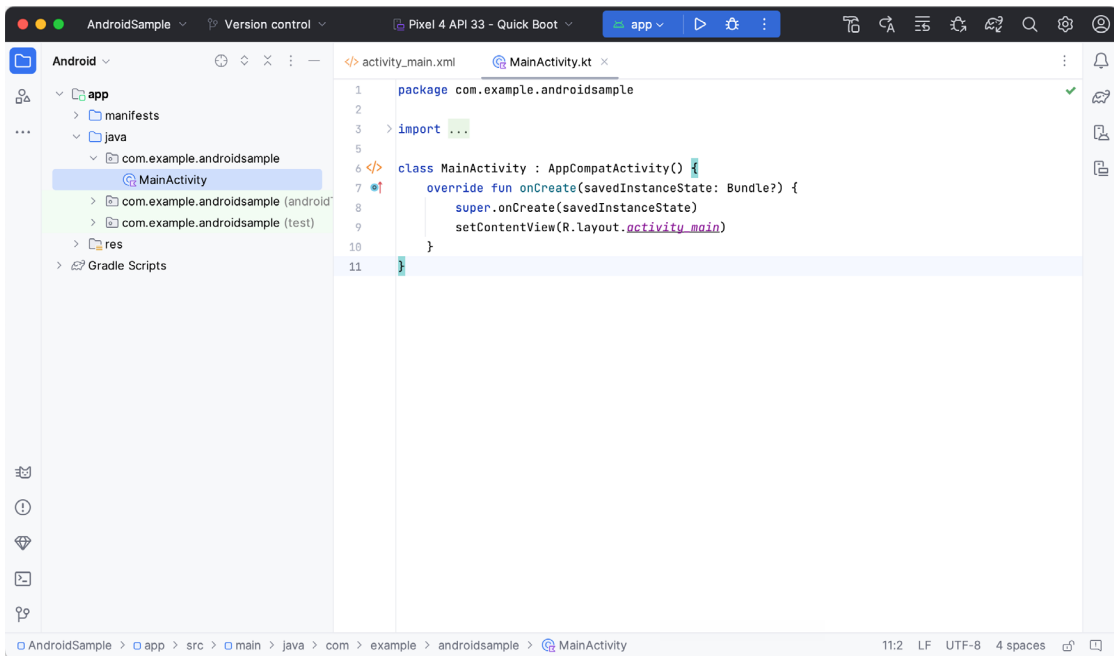 AndroidSample Version control Pixel 4 API 33 - Quick Boot app
Android
app
manifests
java
com.example.androidsample
MainActivity
com.example.androidsample (android
com.example.androidsample (test)
res
Gradle Scripts
activity_main.xml MainActivity.kt
1 package com.example.androidsample
2
3 import ...
5
6 class MainActivity : AppCompatActivity() {
7 override fun onCreate(savedInstanceState: Bundle?) {
8 super.onCreate(savedInstanceState)
9 setContentView(R.layout.activity_main)
10 }
11 }
AndroidSample > app > src > main > java > com > example > androidsample > MainActivity 11:2 LF UTF-8 4 spaces